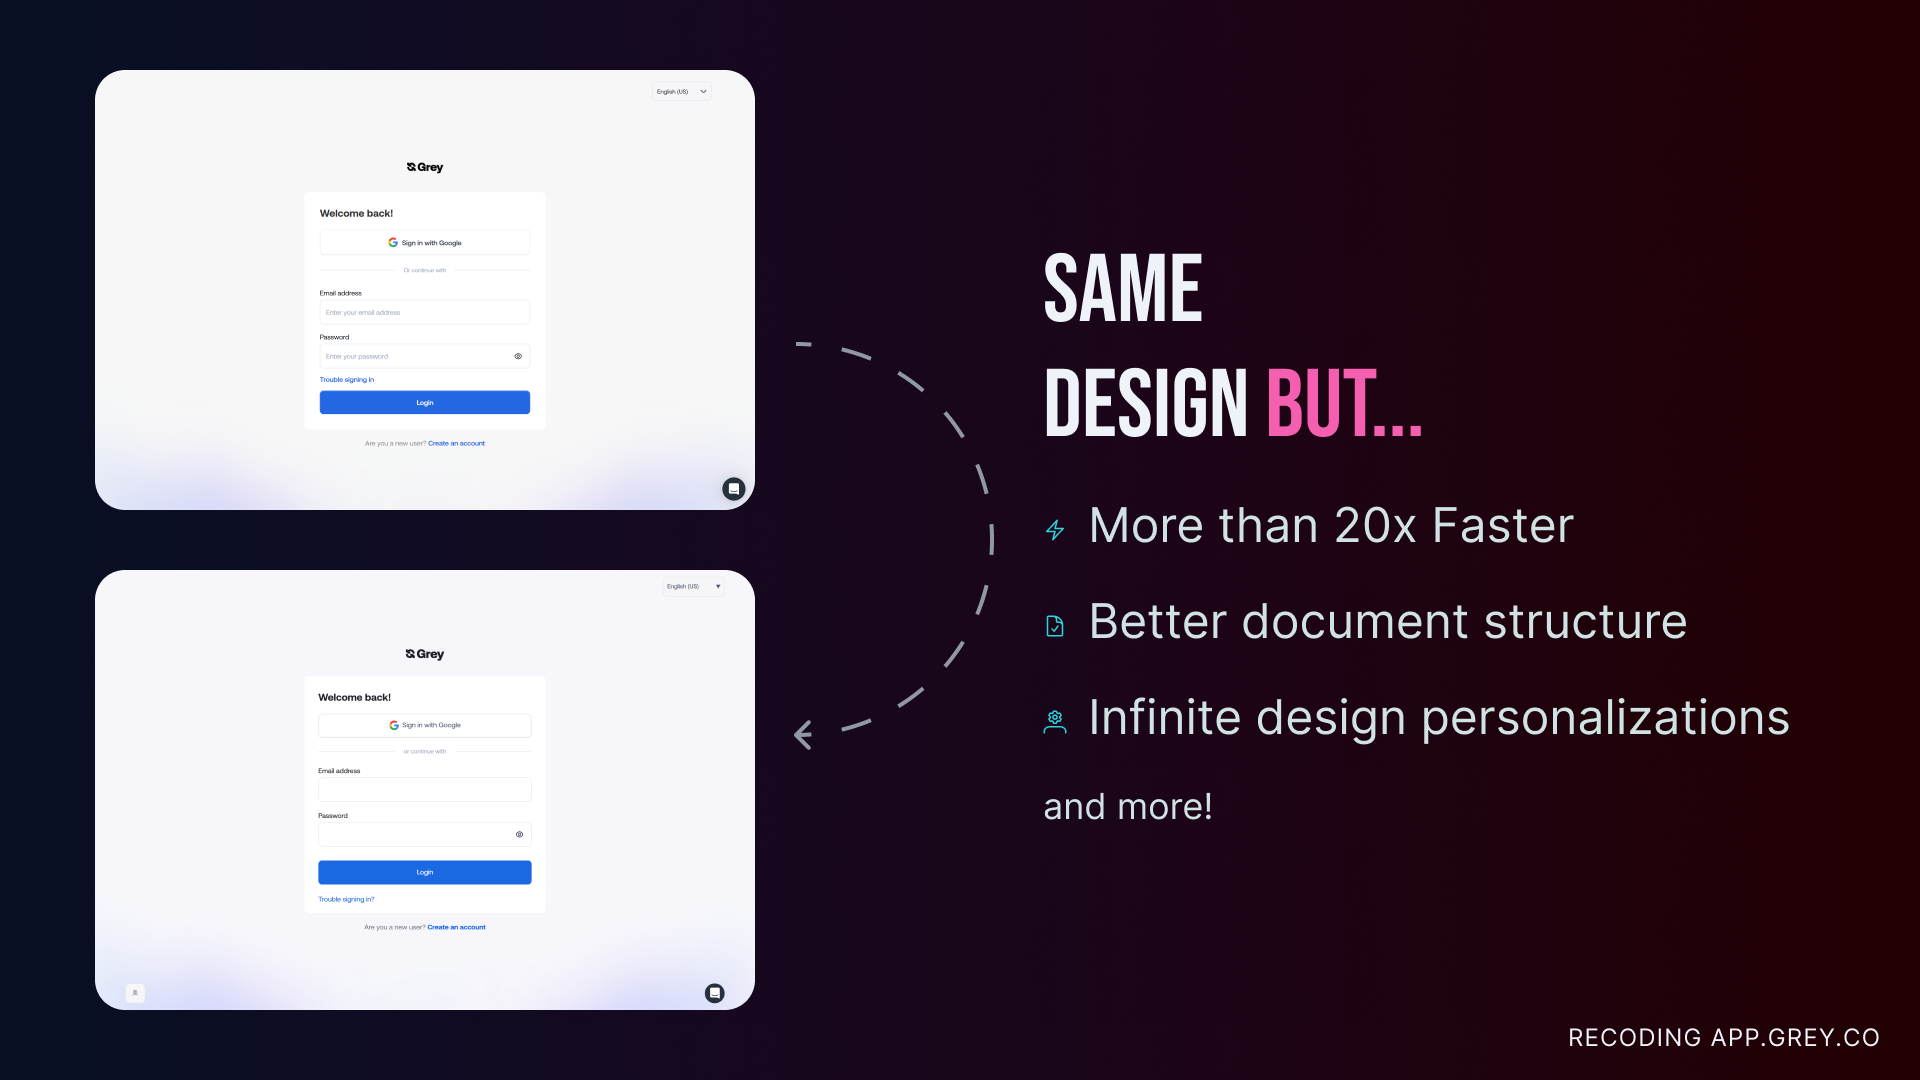 English (US)
Grey
Welcome back!
Sign in with Google
Or continue with
Email address
Enter your email address
Password
Enter your password
Trouble signing in
Login
Are you a new user? Create an account
English (US)
Grey
Welcome back!
Sign in with Google
or continue with
Email address
Password
Login
Trouble signing in?
Are you a new user? Create an account
SAME
DESIGN BUT...
More than 20x Faster
Better document structure
Infinite design personalizations
and more!
RECODING APP.GREY.CO